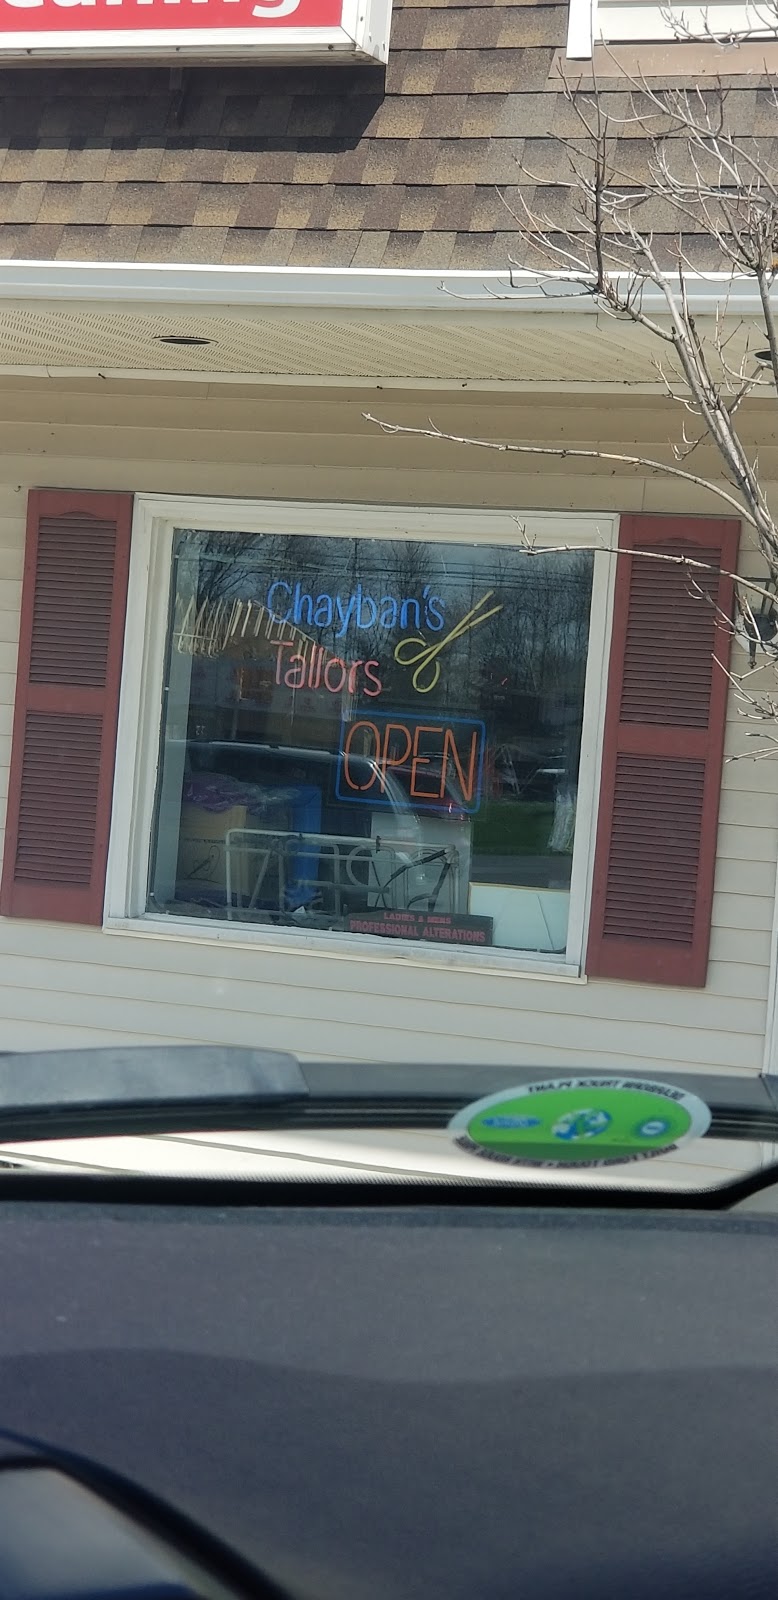 Chayban's
Tailors
OPEN
LADIES & MENS
PROFESSIONAL ALTERATIONS